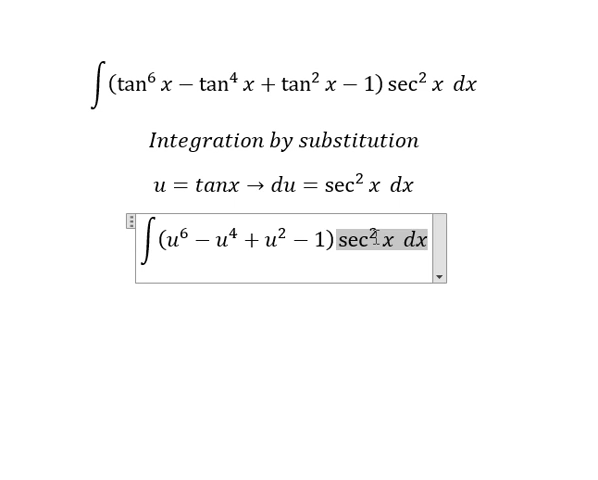 ∫(tan⁶ x − tan⁴ x + tan² x − 1) sec² x dx
Integration by substitution
u = tanx → du = sec² x dx
∫(u⁶ − u⁴ + u² − 1) sec² x dx